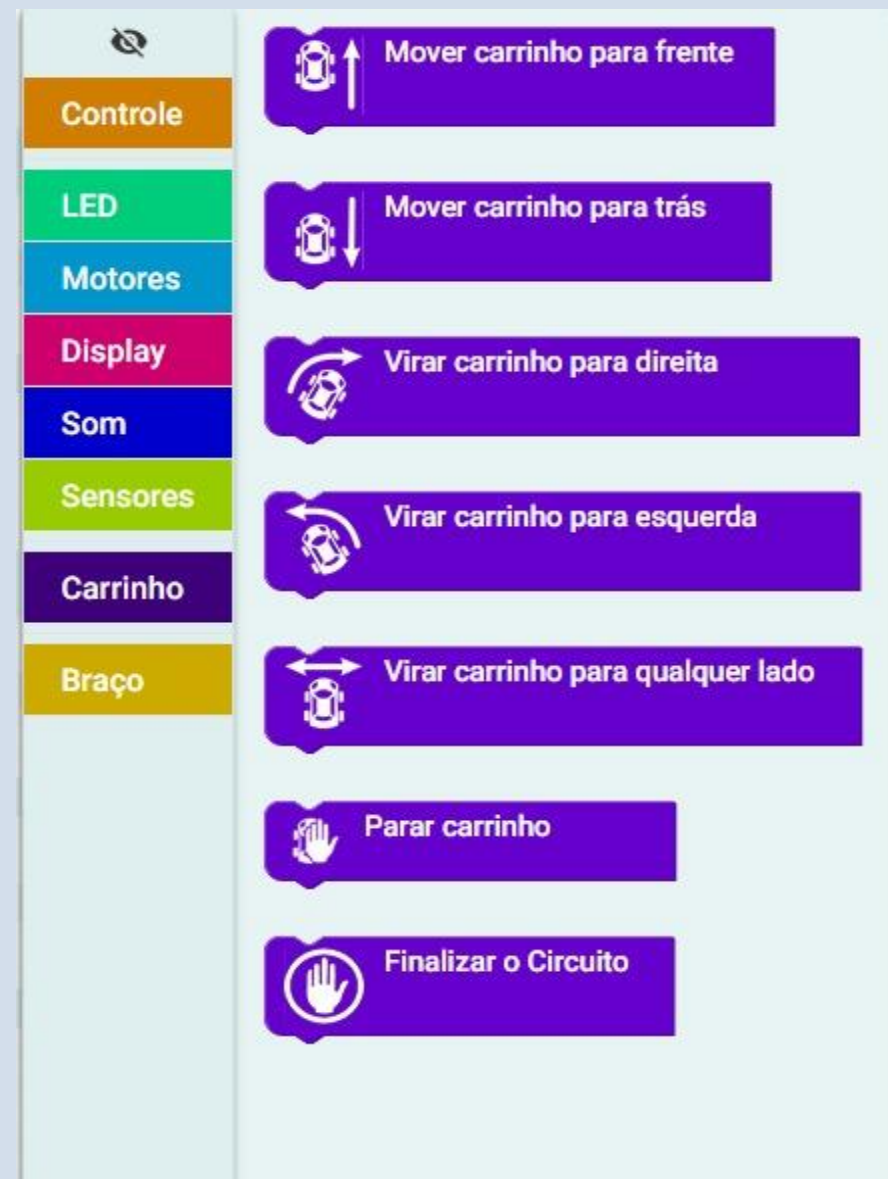 Controle
LED
Motores
Display
Som
Sensores
Carrinho
Braço
Mover carrinho para frente
Mover carrinho para trás
Virar carrinho para direita
Virar carrinho para esquerda
Virar carrinho para qualquer lado
Parar carrinho
Finalizar o Circuito